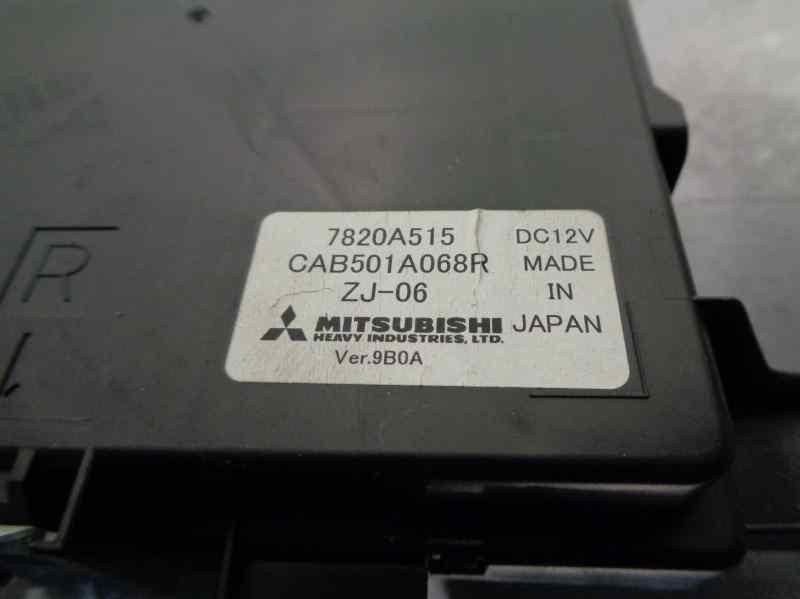 7820A515 DC12V
CAB501A068R MADE
ZJ-06 IN
MITSUBISHI JAPAN
HEAVY INDUSTRIES, LTD.
Ver.9B0A
R